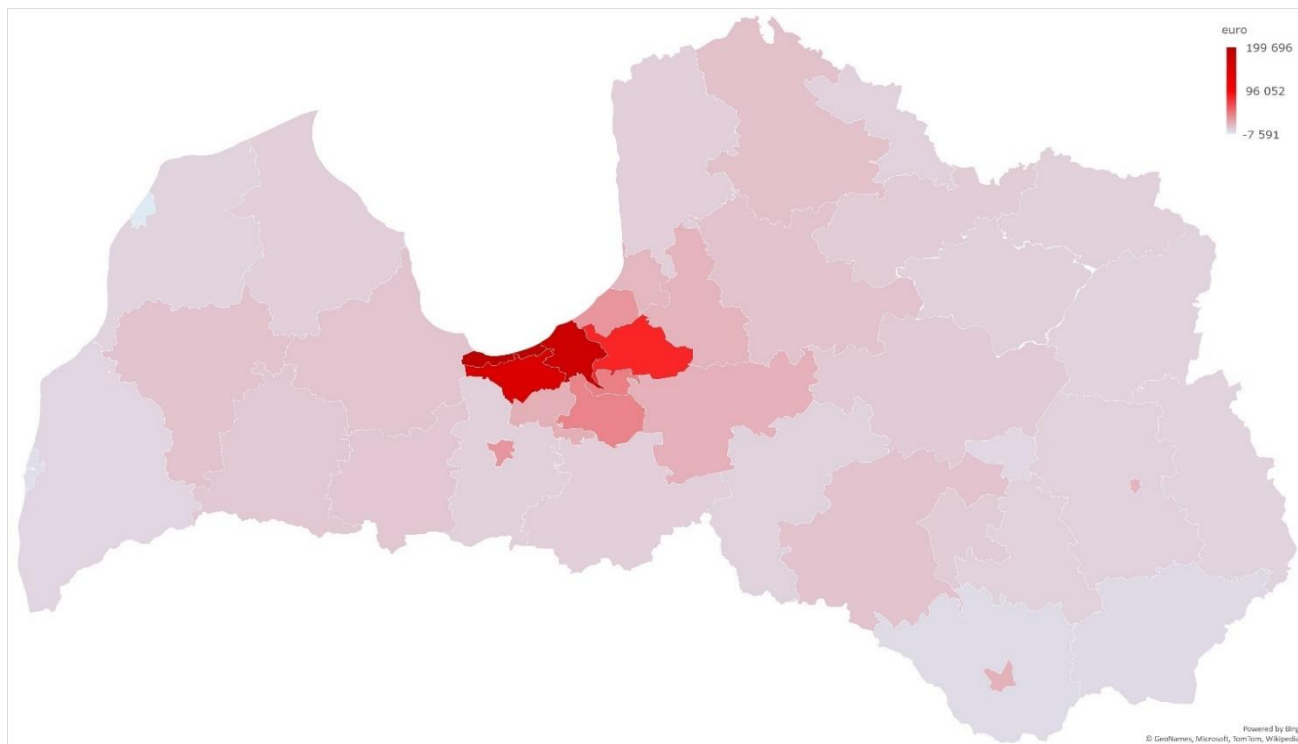 euro
199 696
96 052
-7 591
Powered by Bing
© GeoNames, Microsoft, TomTom, Wikipedia